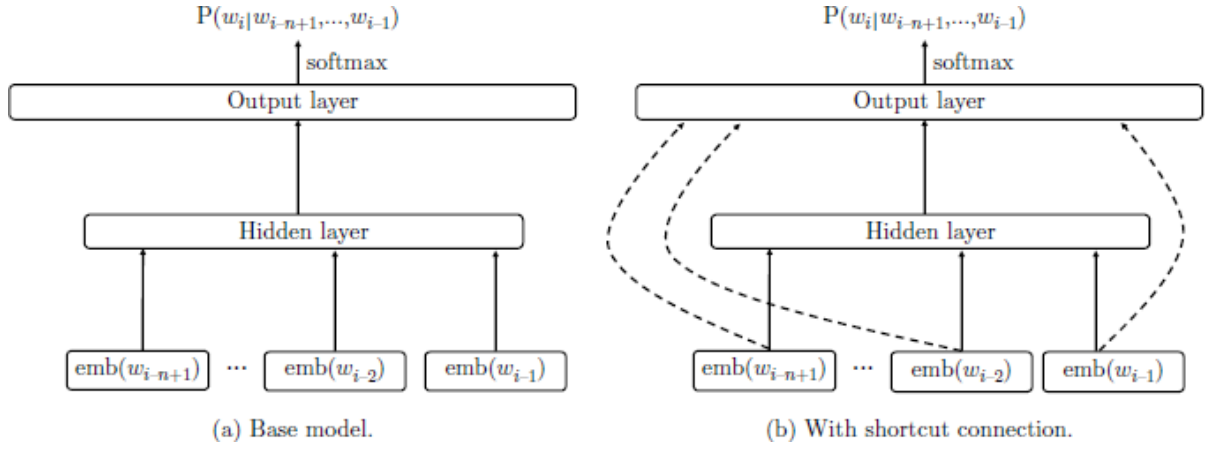 P(w_{i|}w_{i–n+1},...,w_{i–1})
softmax
Output layer
Hidden layer
emb(w_{i–n+1}) ... emb(w_{i–2}) emb(w_{i–1})
(a) Base model.
P(w_{i|}w_{i–n+1},...,w_{i–1})
softmax
Output layer
Hidden layer
emb(w_{i–n+1}) ... emb(w_{i–2}) emb(w_{i–1})
(b) With shortcut connection.